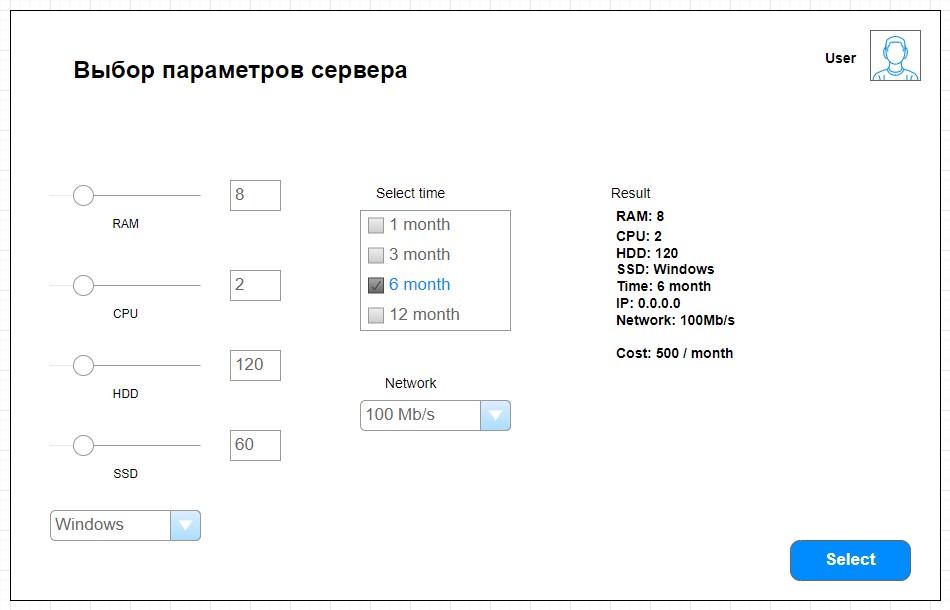 Выбор параметров сервера
User
8
RAM
2
CPU
120
HDD
60
SSD
Windows
Select time
1 month
3 month
6 month
12 month
Network
100 Mb/s
Result
RAM: 8
CPU: 2
HDD: 120
SSD: Windows
Time: 6 month
IP: 0.0.0.0
Network: 100Mb/s
Cost: 500 / month
Select